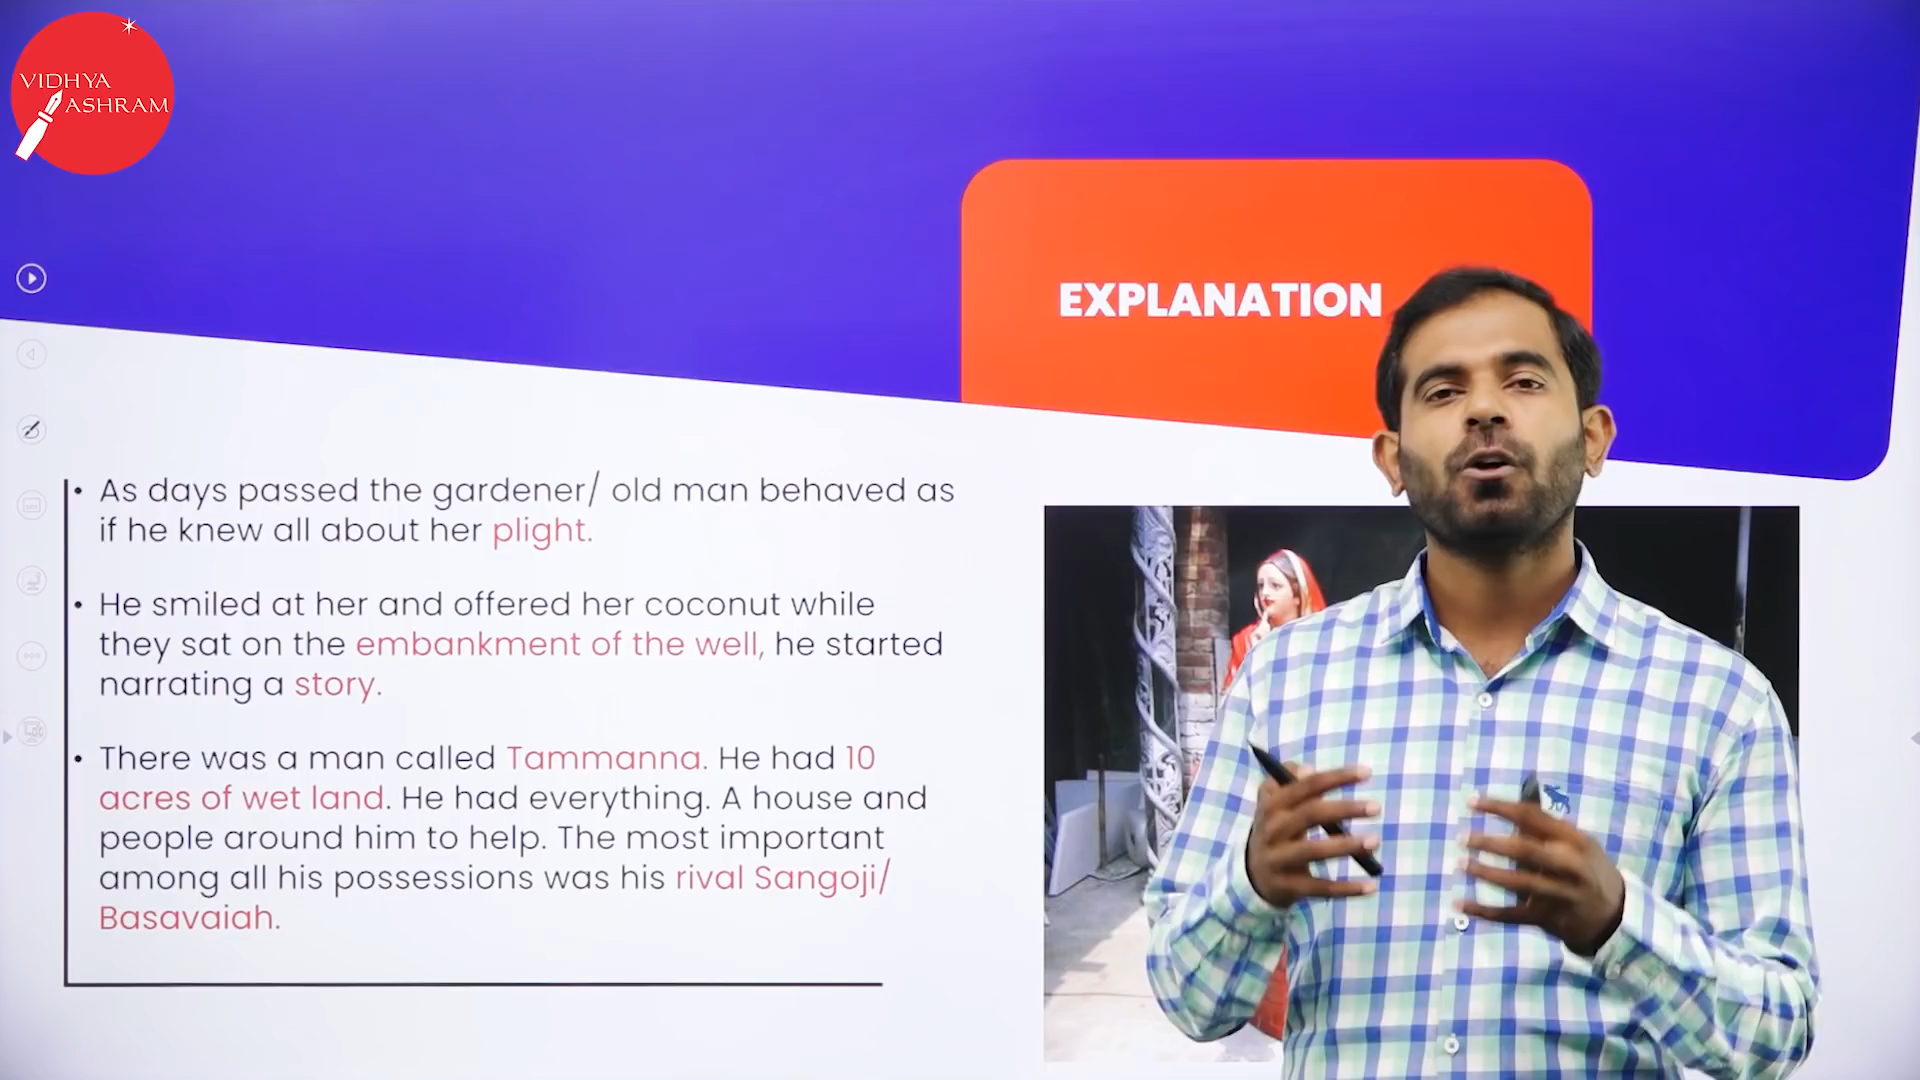 VIDHYA
ASHRAM
EXPLANATION
• As days passed the gardener/ old man behaved as
if he knew all about her plight.
• He smiled at her and offered her coconut while
they sat on the embankment of the well, he started
narrating a story.
• There was a man called Tammanna. He had 10
acres of wet land. He had everything. A house and
people around him to help. The most important
among all his possessions was his rival Sangoji/
Basavaiah.